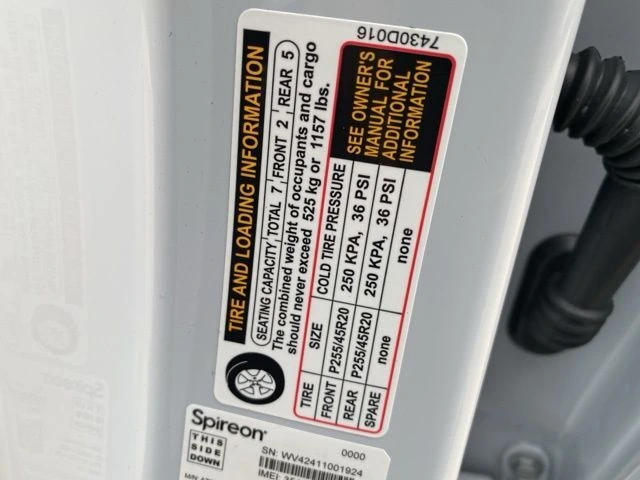 TIRE AND LOADING INFORMATION
SEATING CAPACITY TOTAL 7 FRONT 2 REAR 5
The combined weight of occupants and cargo
should never exceed 525 kg or 1157 lbs.
TIRE SIZE COLD TIRE PRESSURE
FRONT P255/45R20 250 KPA, 36 PSI
REAR P255/45R20 250 KPA, 36 PSI
SPARE none none
SEE OWNER'S
MANUAL FOR
ADDITIONAL
INFORMATION
7430D016
Spireon 0000
THIS
SIDE
DOWN
SN: WV42411001924
IMEI:
M/N